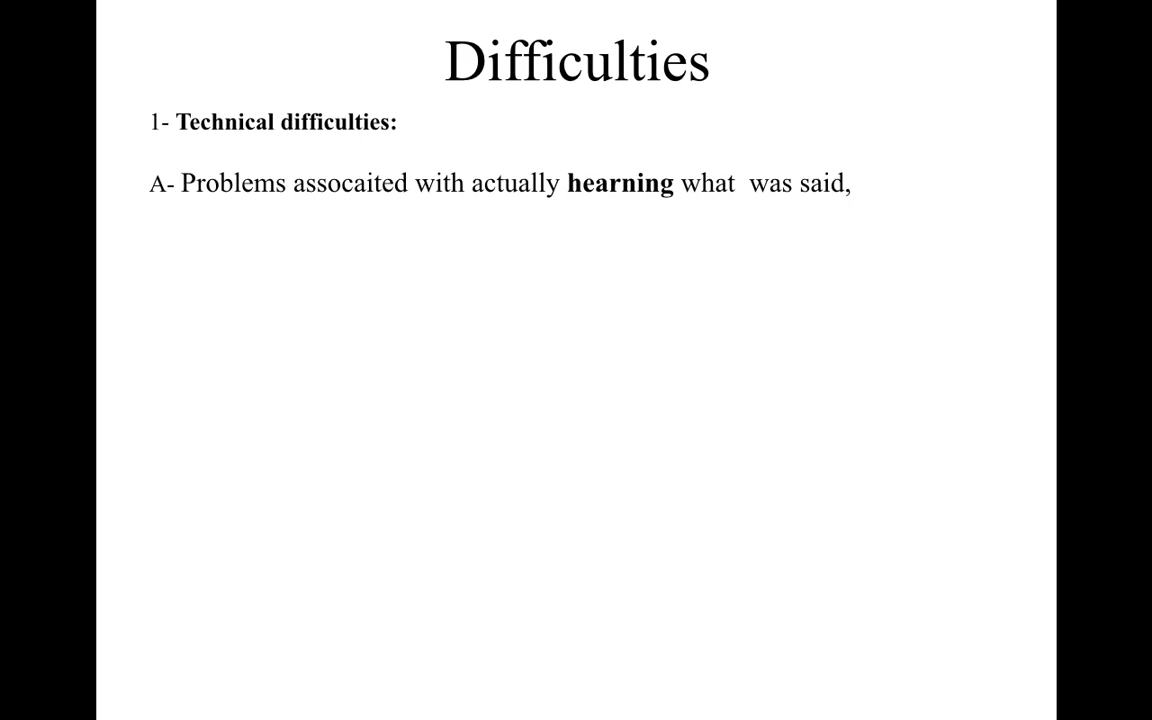 Difficulties
1- Technical difficulties:
A- Problems assocaited with actually hearning what  was said,